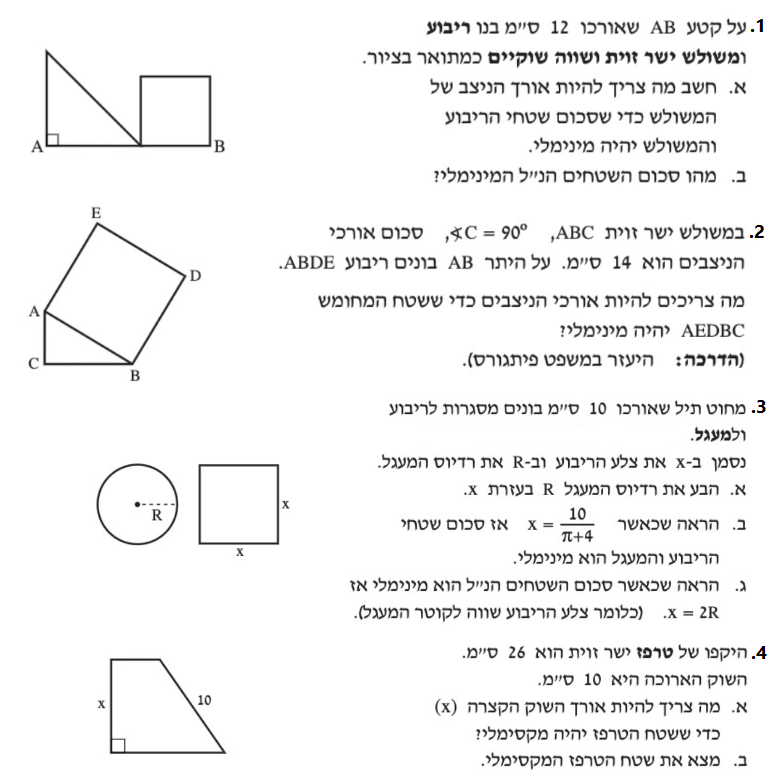 1. על קטע AB שאורכו 12 ס״מ בנו ריבוע
ומשולש ישר זוית ושווה שוקיים כמתואר בציור.
א. חשב מה צריך להיות אורך הניצב של
המשולש כדי שסכום שטחי הריבוע
והמשולש יהיה מינימלי.
ב. מהו סכום השטחים הנ״ל המינימלי?
A
B
2. במשולש ישר זוית ABC, ∢C = 90°, סכום אורכי
הניצבים הוא 14 ס״מ. על היתר AB בונים ריבוע ABDE.
מה צריכים להיות אורכי הניצבים כדי ששטח המחומש
AEDBC יהיה מינימלי?
(הדרכה: היעזר במשפט פיתגורס).
E
D
A
C
B
3. מחוט תיל שאורכו 10 ס״מ בונים מסגרות לריבוע
ולמעגל.
נסמן ב-x את צלע הריבוע וב-R את רדיוס המעגל.
א. הבע את רדיוס המעגל R בעזרת x.
ב. הראה שכאשר x = 10/(π+4) אז סכום שטחי
הריבוע והמעגל הוא מינימלי.
ג. הראה שכאשר סכום השטחים הנ״ל הוא מינימלי אז
x = 2R. (כלומר צלע הריבוע שווה לקוטר המעגל).
R
x
x
4. היקפו של טרפז ישר זוית הוא 26 ס״מ.
השוק הארוכה היא 10 ס״מ.
א. מה צריך להיות אורך השוק הקצרה (x)
כדי ששטח הטרפז יהיה מקסימלי?
ב. מצא את שטח הטרפז המקסימלי.
x
10